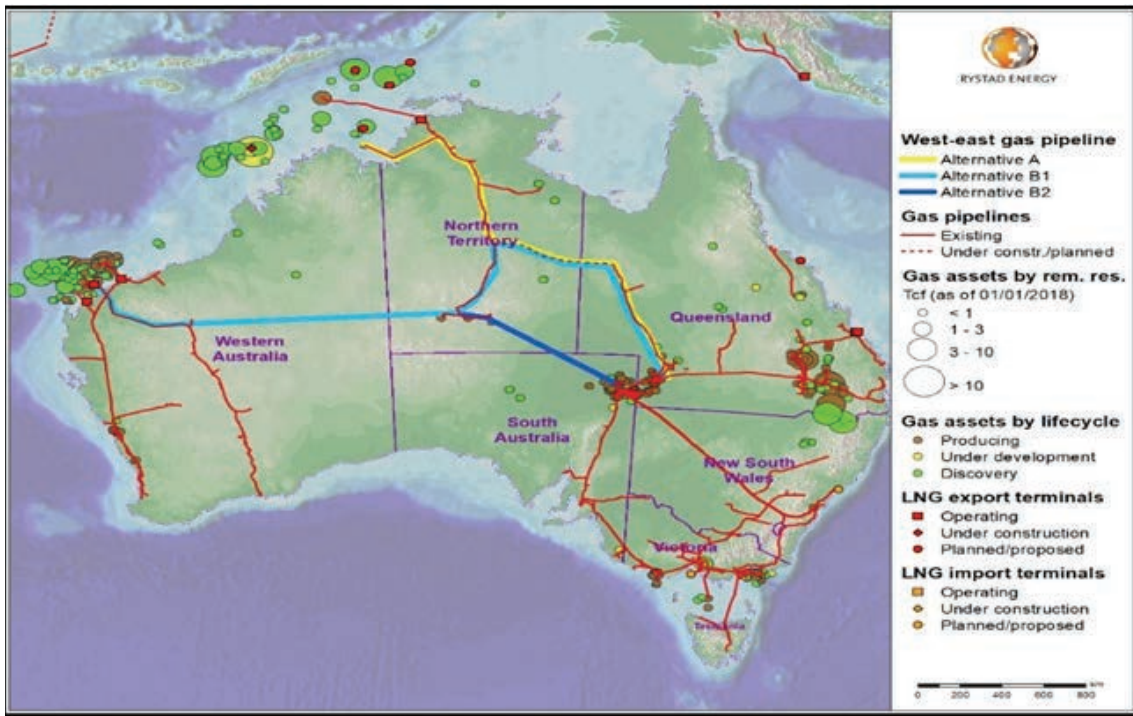 RYSTAD ENERGY
West-east gas pipeline
Alternative A
Alternative B1
Alternative B2
Gas pipelines
Existing
Under constr./planned
Gas assets by rem. res.
Tcf (as of 01/01/2018)
< 1
1 - 3
3 - 10
> 10
Gas assets by lifecycle
Producing
Under development
Discovery
LNG export terminals
Operating
Under construction
Planned/proposed
LNG import terminals
Operating
Under construction
Planned/proposed
0 200 400 600 800
Northern
Territory
Queensland
Western
Australia
South
Australia
New South
Wales
Victoria
Tasmania